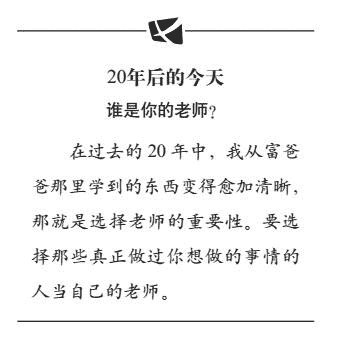 20年后的今天
谁是你的老师?
在过去的 20 年中，我从富爸
爸那里学到的东西变得愈加清晰，
那就是选择老师的重要性。要选
择那些真正做过你想做的事情的
人当自己的老师。